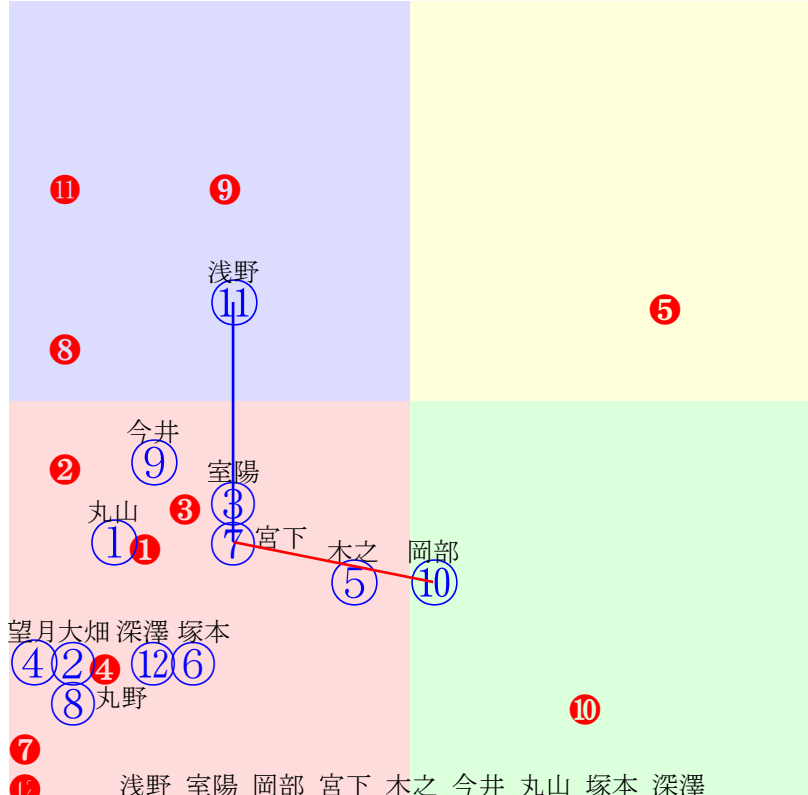 ⓫ ❾
浅野
⑪
❺
❽
今井
⑨
❷
室陽
③
❸
丸山
①
❶
⑦ 宮下
木之 岡部
⑤ ⑩
望月 大畑 深澤 塚本
④ ② ❹ ⑫ ⑥
⑧ 丸野
❿
❼
⓬
浅野 室陽 岡部 宮下 木之 今井 丸山 塚本 深澤